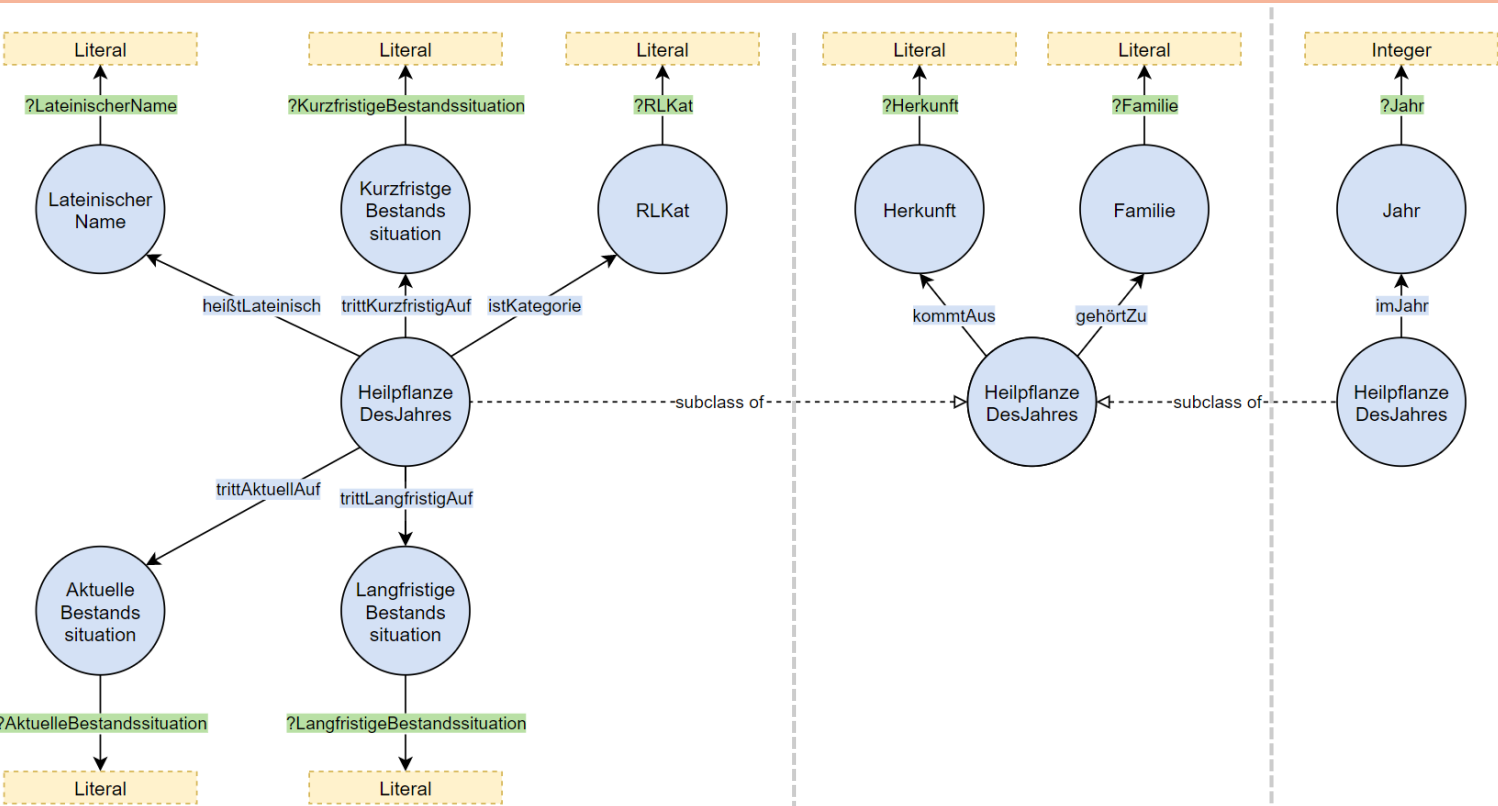 Literal
Literal
Literal
Literal
Literal
Integer
?LateinischerName
?KurzfristigeBestandssituation
?RLKat
?Herkunft
?Familie
?Jahr
Lateinischer
Name
Kurzfristge
Bestands
situation
RLKat
Herkunft
Familie
Jahr
heißtLateinisch
trittKurzfristigAuf
istKategorie
kommtAus
gehörtZu
imJahr
Heilpflanze
DesJahres
subclass of
Heilpflanze
DesJahres
subclass of
Heilpflanze
DesJahres
trittAktuellAuf
trittLangfristigAuf
Aktuelle
Bestands
situation
Langfristige
Bestands
situation
?AktuelleBestandssituation
?LangfristigeBestandssituation
Literal
Literal